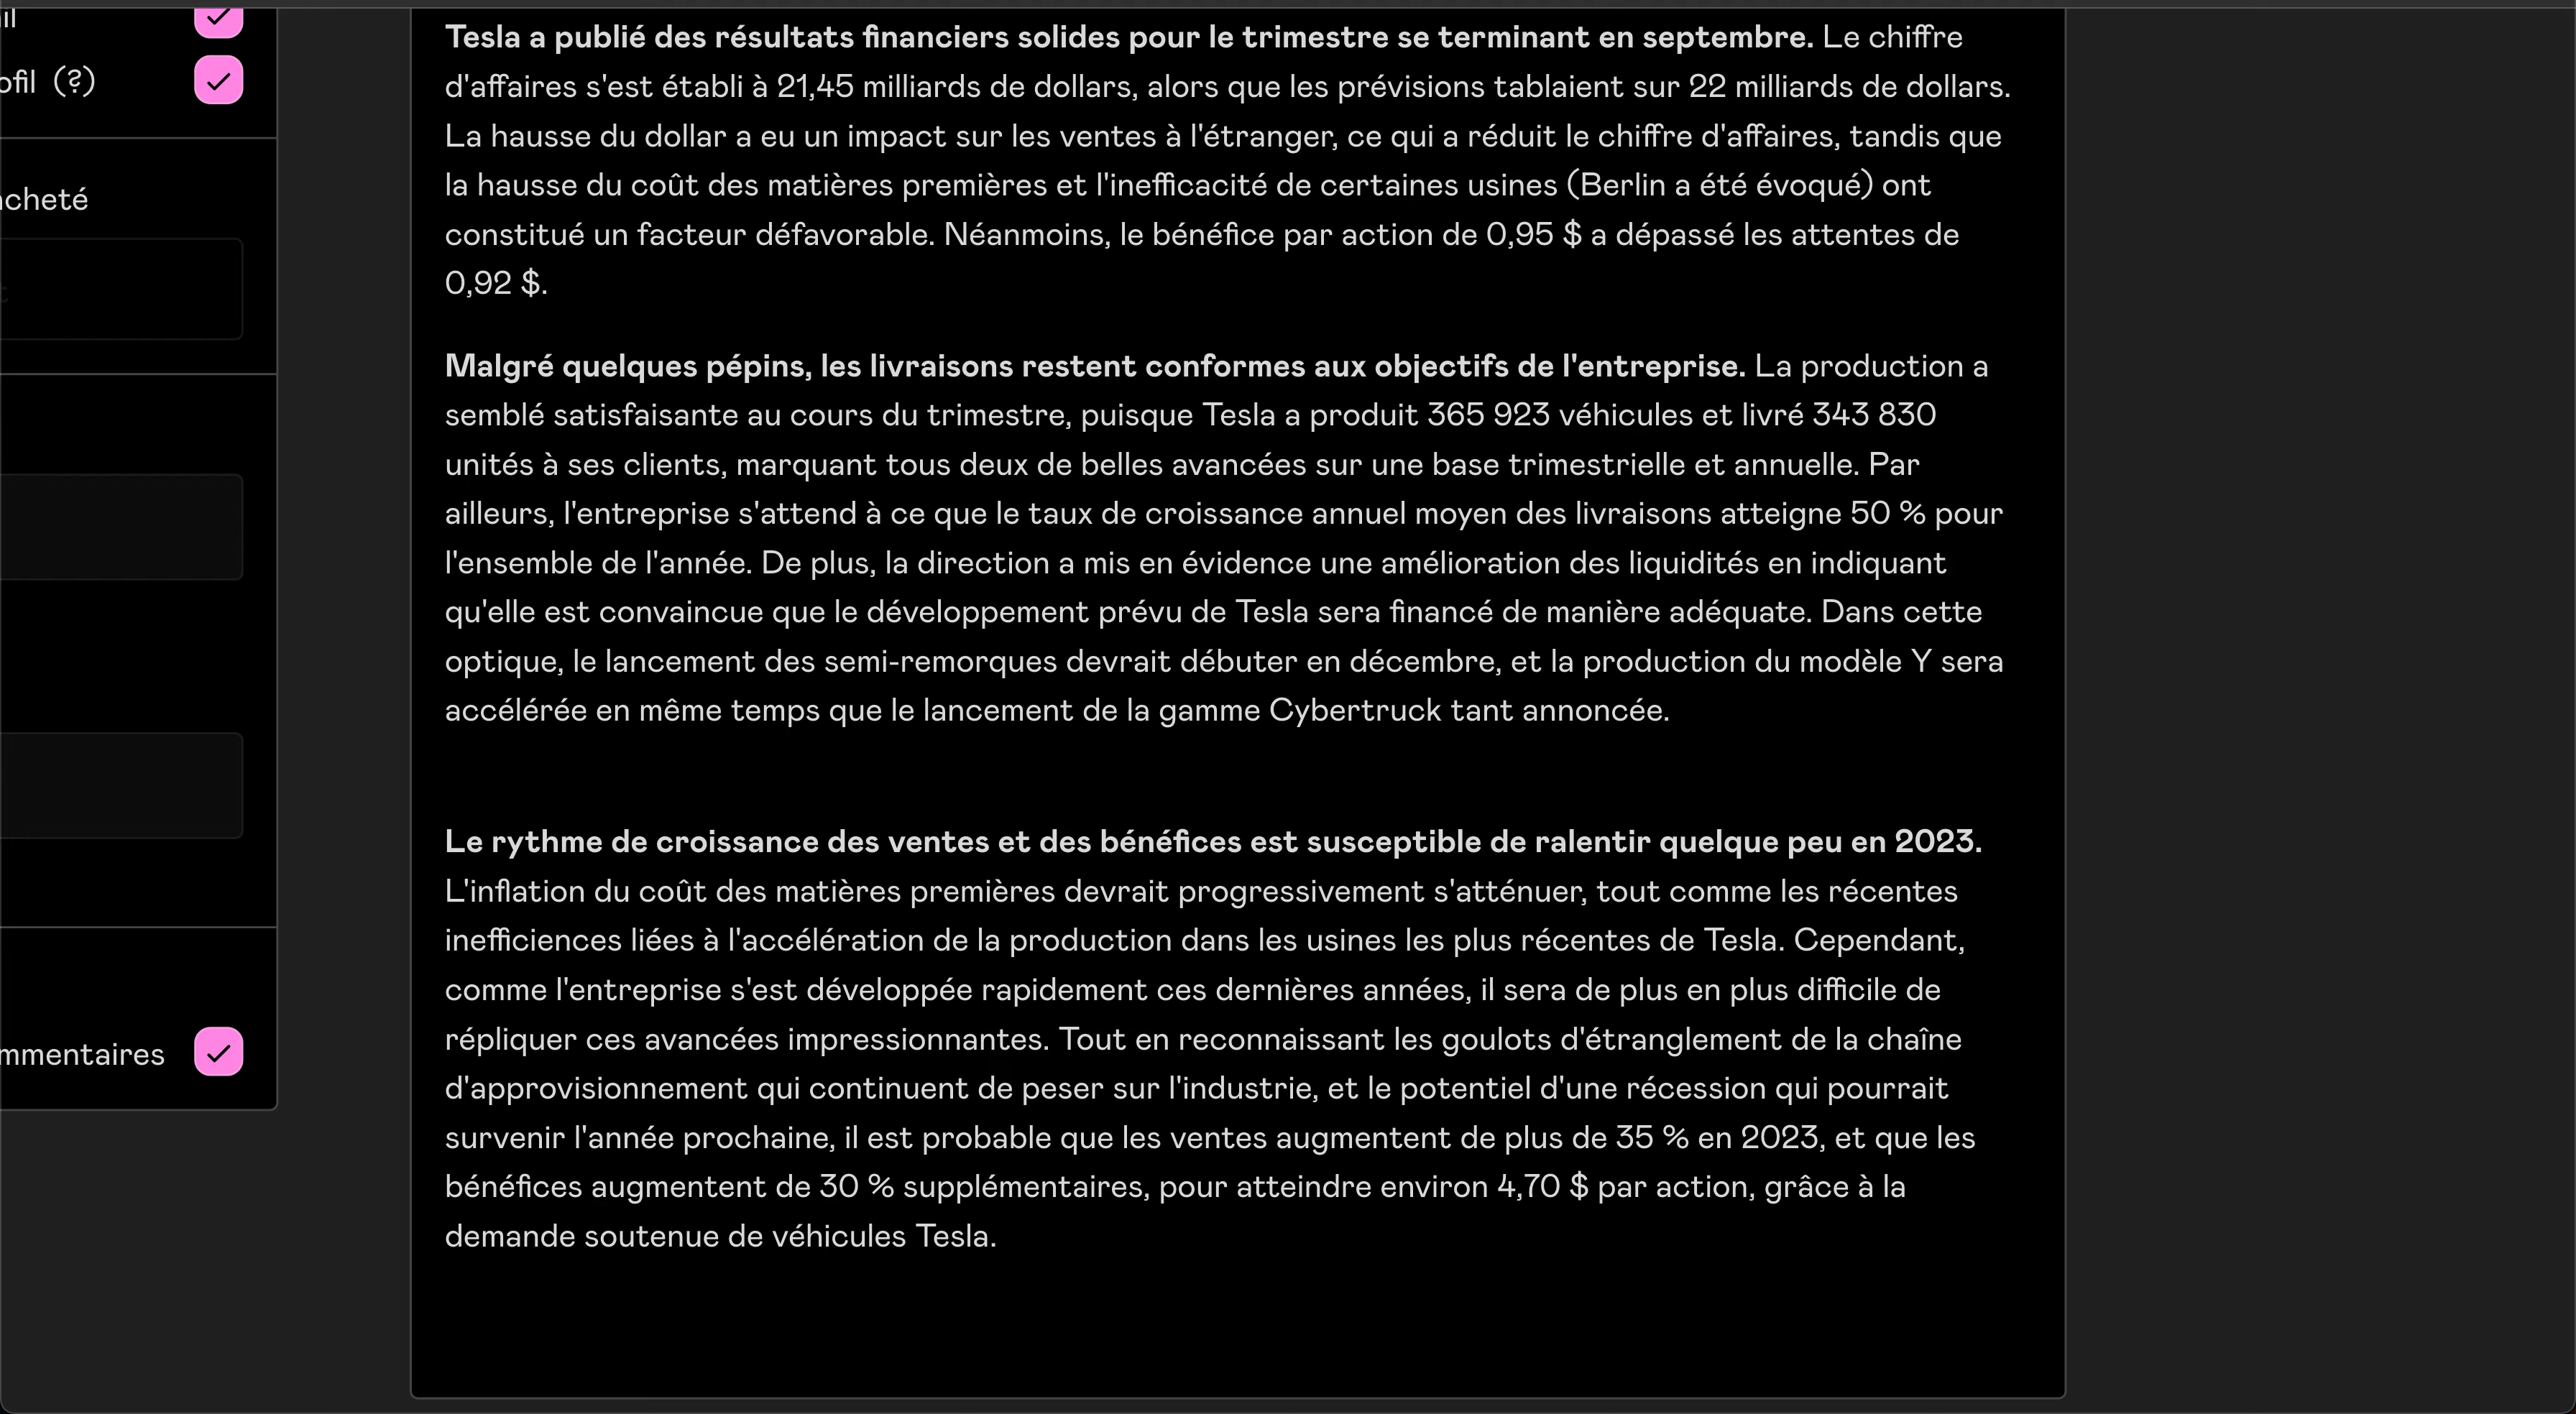 ofil (?)
cheté
mmentaires
Tesla a publié des résultats financiers solides pour le trimestre se terminant en septembre. Le chiffre
d'affaires s'est établi à 21,45 milliards de dollars, alors que les prévisions tablaient sur 22 milliards de dollars.
La hausse du dollar a eu un impact sur les ventes à l'étranger, ce qui a réduit le chiffre d'affaires, tandis que
la hausse du coût des matières premières et l'inefficacité de certaines usines (Berlin a été évoqué) ont
constitué un facteur défavorable. Néanmoins, le bénéfice par action de 0,95 $ a dépassé les attentes de
0,92 $.
Malgré quelques pépins, les livraisons restent conformes aux objectifs de l'entreprise. La production a
semblé satisfaisante au cours du trimestre, puisque Tesla a produit 365 923 véhicules et livré 343 830
unités à ses clients, marquant tous deux de belles avancées sur une base trimestrielle et annuelle. Par
ailleurs, l'entreprise s'attend à ce que le taux de croissance annuel moyen des livraisons atteigne 50 % pour
l'ensemble de l'année. De plus, la direction a mis en évidence une amélioration des liquidités en indiquant
qu'elle est convaincue que le développement prévu de Tesla sera financé de manière adéquate. Dans cette
optique, le lancement des semi-remorques devrait débuter en décembre, et la production du modèle Y sera
accélérée en même temps que le lancement de la gamme Cybertruck tant annoncée.
Le rythme de croissance des ventes et des bénéfices est susceptible de ralentir quelque peu en 2023.
L'inflation du coût des matières premières devrait progressivement s'atténuer, tout comme les récentes
inefficiences liées à l'accélération de la production dans les usines les plus récentes de Tesla. Cependant,
comme l'entreprise s'est développée rapidement ces dernières années, il sera de plus en plus difficile de
répliquer ces avancées impressionnantes. Tout en reconnaissant les goulots d'étranglement de la chaîne
d'approvisionnement qui continuent de peser sur l'industrie, et le potentiel d'une récession qui pourrait
survenir l'année prochaine, il est probable que les ventes augmentent de plus de 35 % en 2023, et que les
bénéfices augmentent de 30 % supplémentaires, pour atteindre environ 4,70 $ par action, grâce à la
demande soutenue de véhicules Tesla.